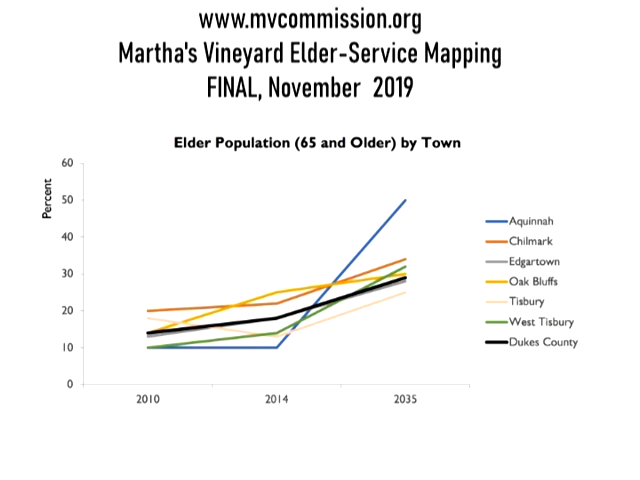 www.mvcommission.org
Martha's Vineyard Elder-Service Mapping
FINAL, November 2019
Elder Population (65 and Older) by Town
Percent
60
50
40
30
20
10
0
2010
2014
2035
Aquinnah
Chilmark
Edgartown
Oak Bluffs
Tisbury
West Tisbury
Dukes County